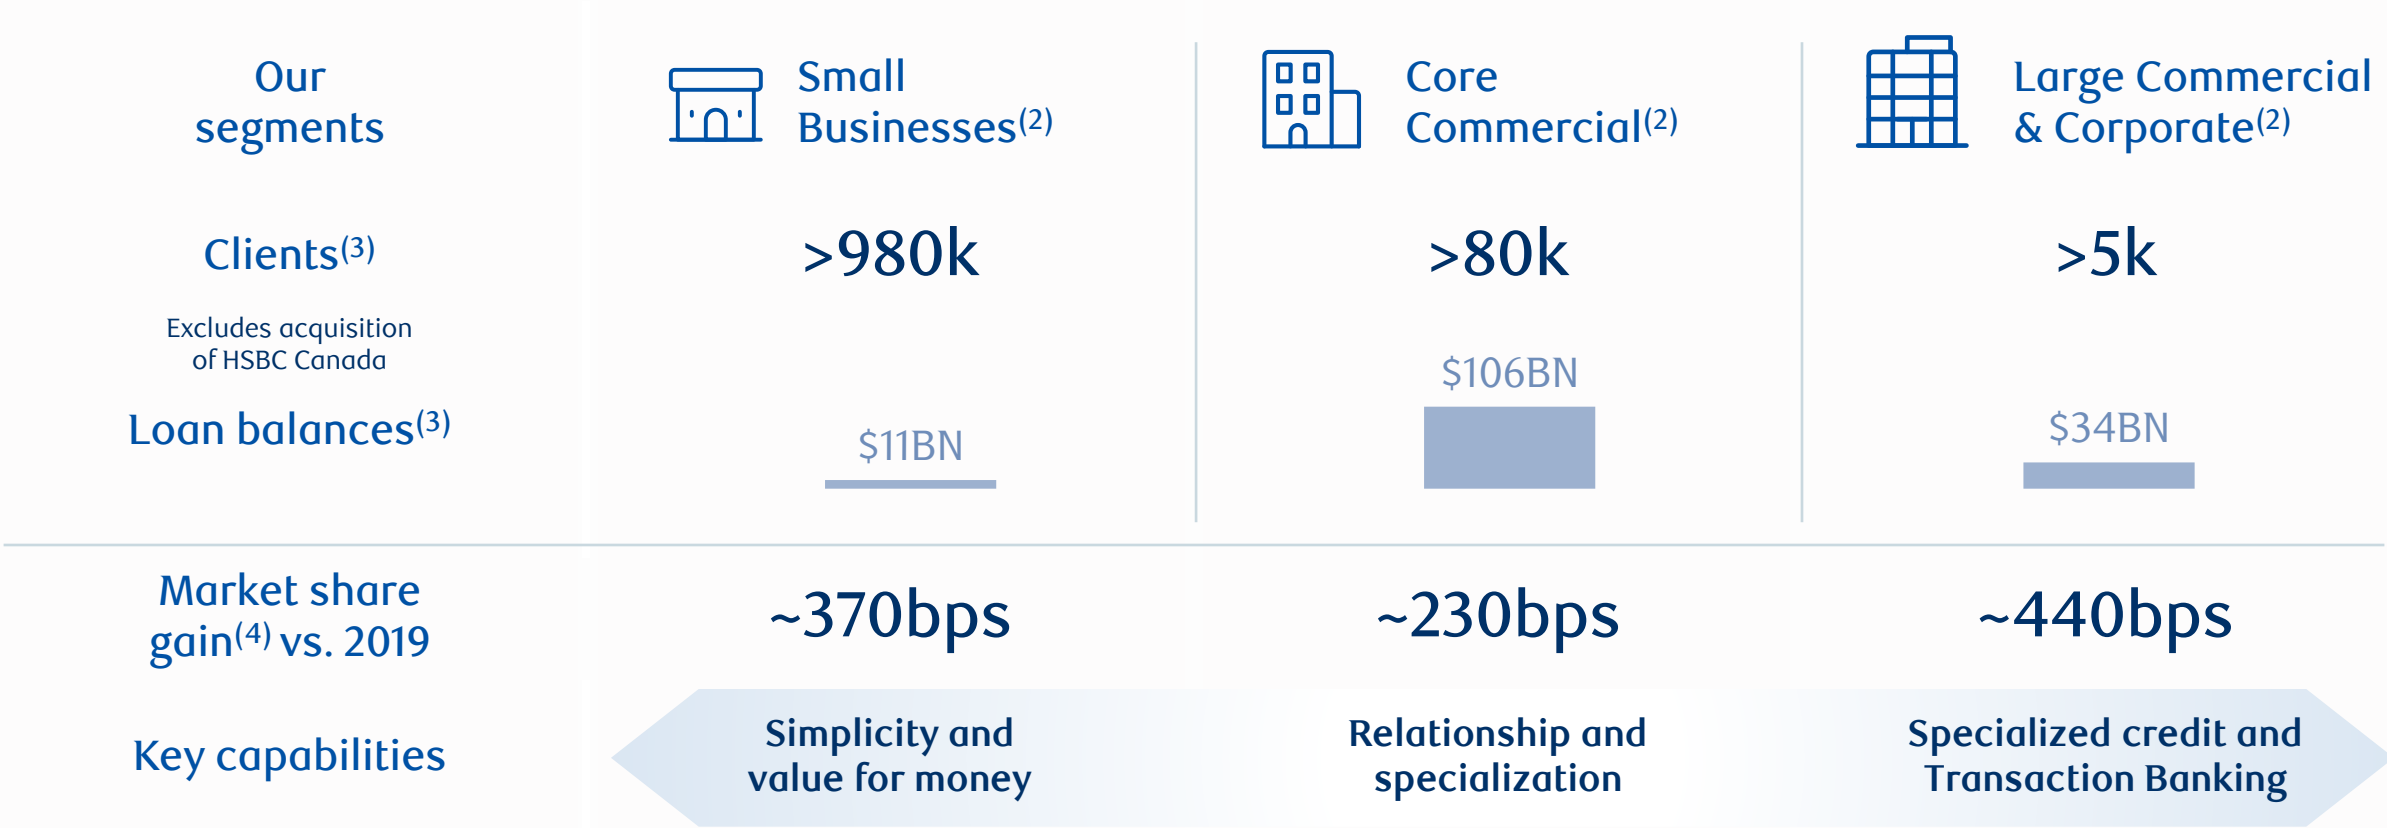 Our
segments
Small
Businesses(2)
Core
Commercial(2)
Large Commercial
& Corporate(2)
Clients(3)
>980k
>80k
>5k
Excludes acquisition
of HSBC Canada
Loan balances(3)
$11BN
$106BN
$34BN
Market share
gain(4) vs. 2019
~370bps
~230bps
~440bps
Key capabilities
Simplicity and
value for money
Relationship and
specialization
Specialized credit and
Transaction Banking